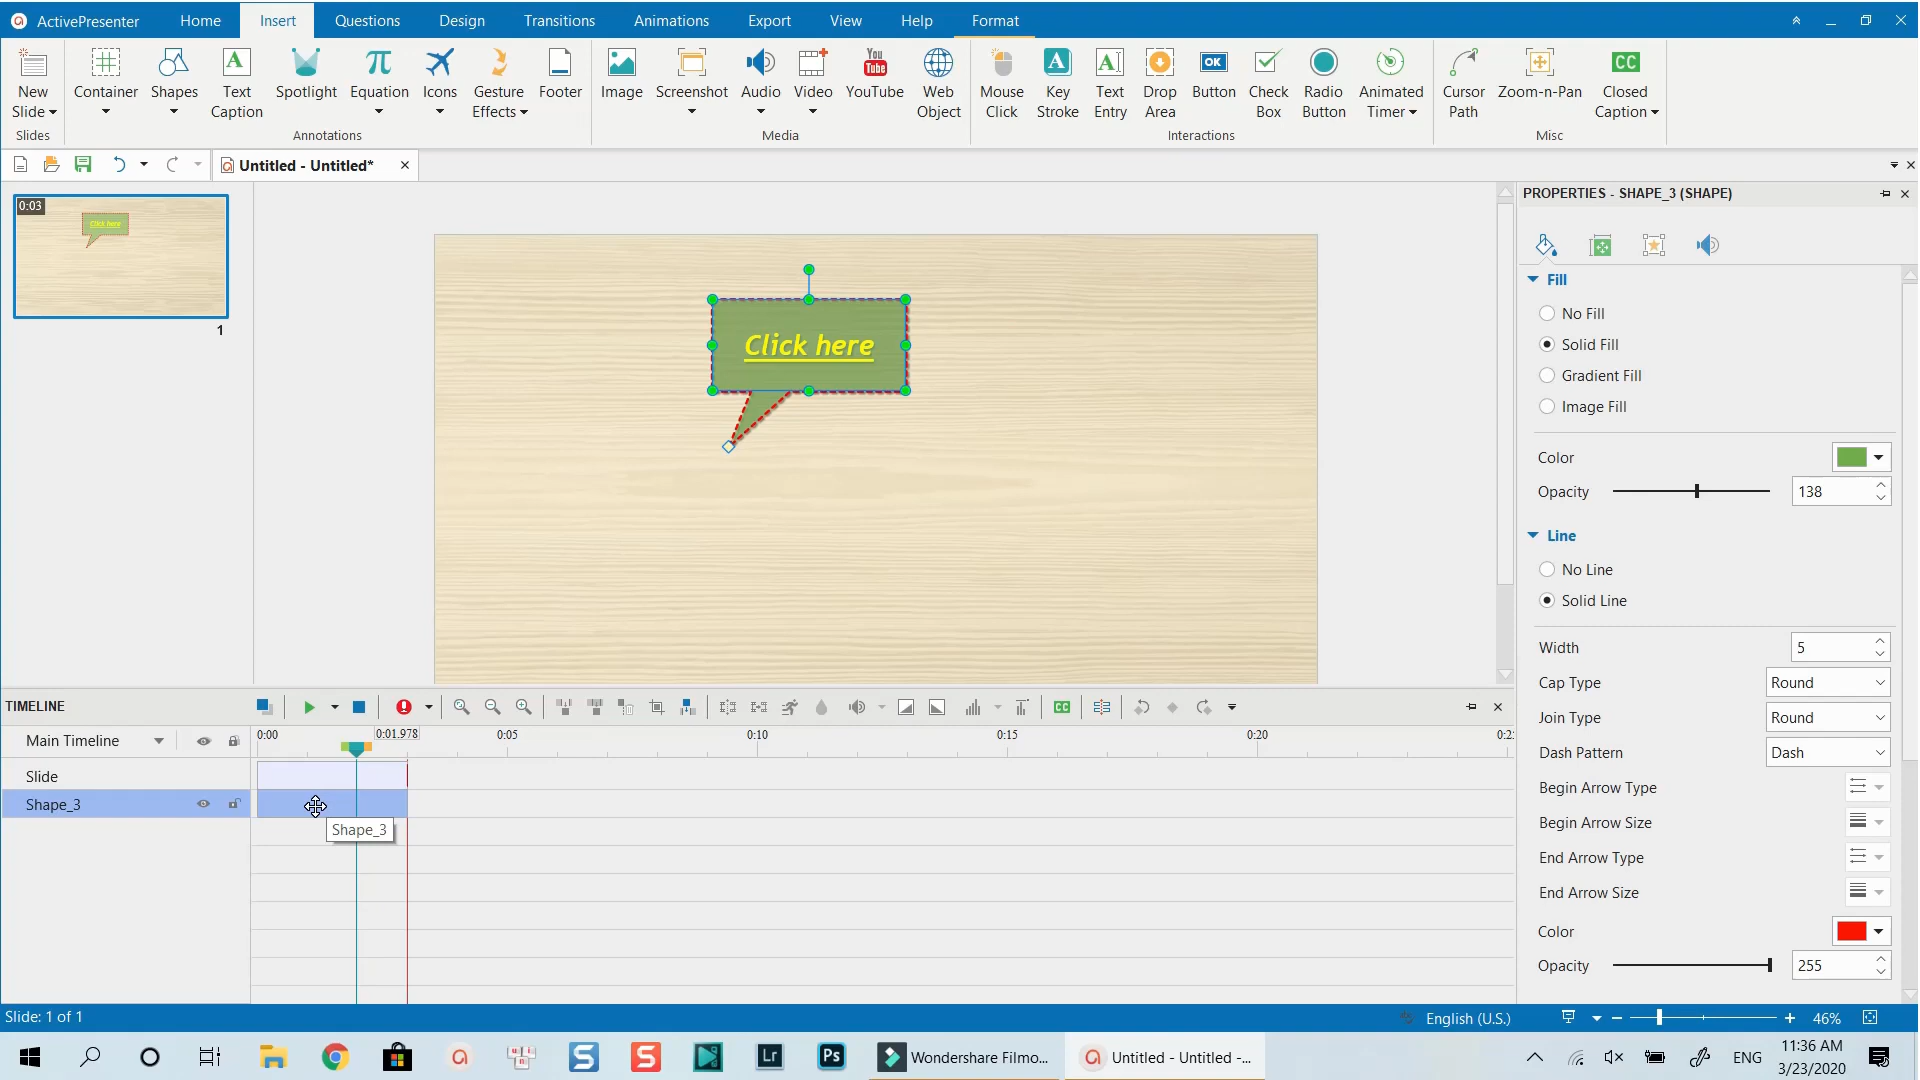 ActivePresenter Home Insert Questions Design Transitions Animations Export View Help Format
New Slide Container Shapes Text Caption Spotlight Equation Icons Gesture Effects Footer Image Screenshot Audio Video YouTube Web Object Mouse Click Key Stroke Text Entry Drop Area Button Check Box Radio Button Animated Timer Cursor Path Zoom-n-Pan Closed Caption
Slides Annotations Media Interactions Misc
Untitled - Untitled*
PROPERTIES - SHAPE_3 (SHAPE)
0:03
Click here
1
Click here
Fill
No Fill
Solid Fill
Gradient Fill
Image Fill
Color
Opacity 138
Line
No Line
Solid Line
Width 5
Cap Type Round
Join Type Round
Dash Pattern Dash
Begin Arrow Type
Begin Arrow Size
End Arrow Type
End Arrow Size
Color
Opacity 255
TIMELINE
Main Timeline 0:00 0:01.978 0:05 0:10 0:15 0:20
Slide
Shape_3
Shape_3
Slide: 1 of 1 English (U.S.) 46%
Wondershare Filmo... Untitled - Untitled -... ENG 11:36 AM
3/23/2020